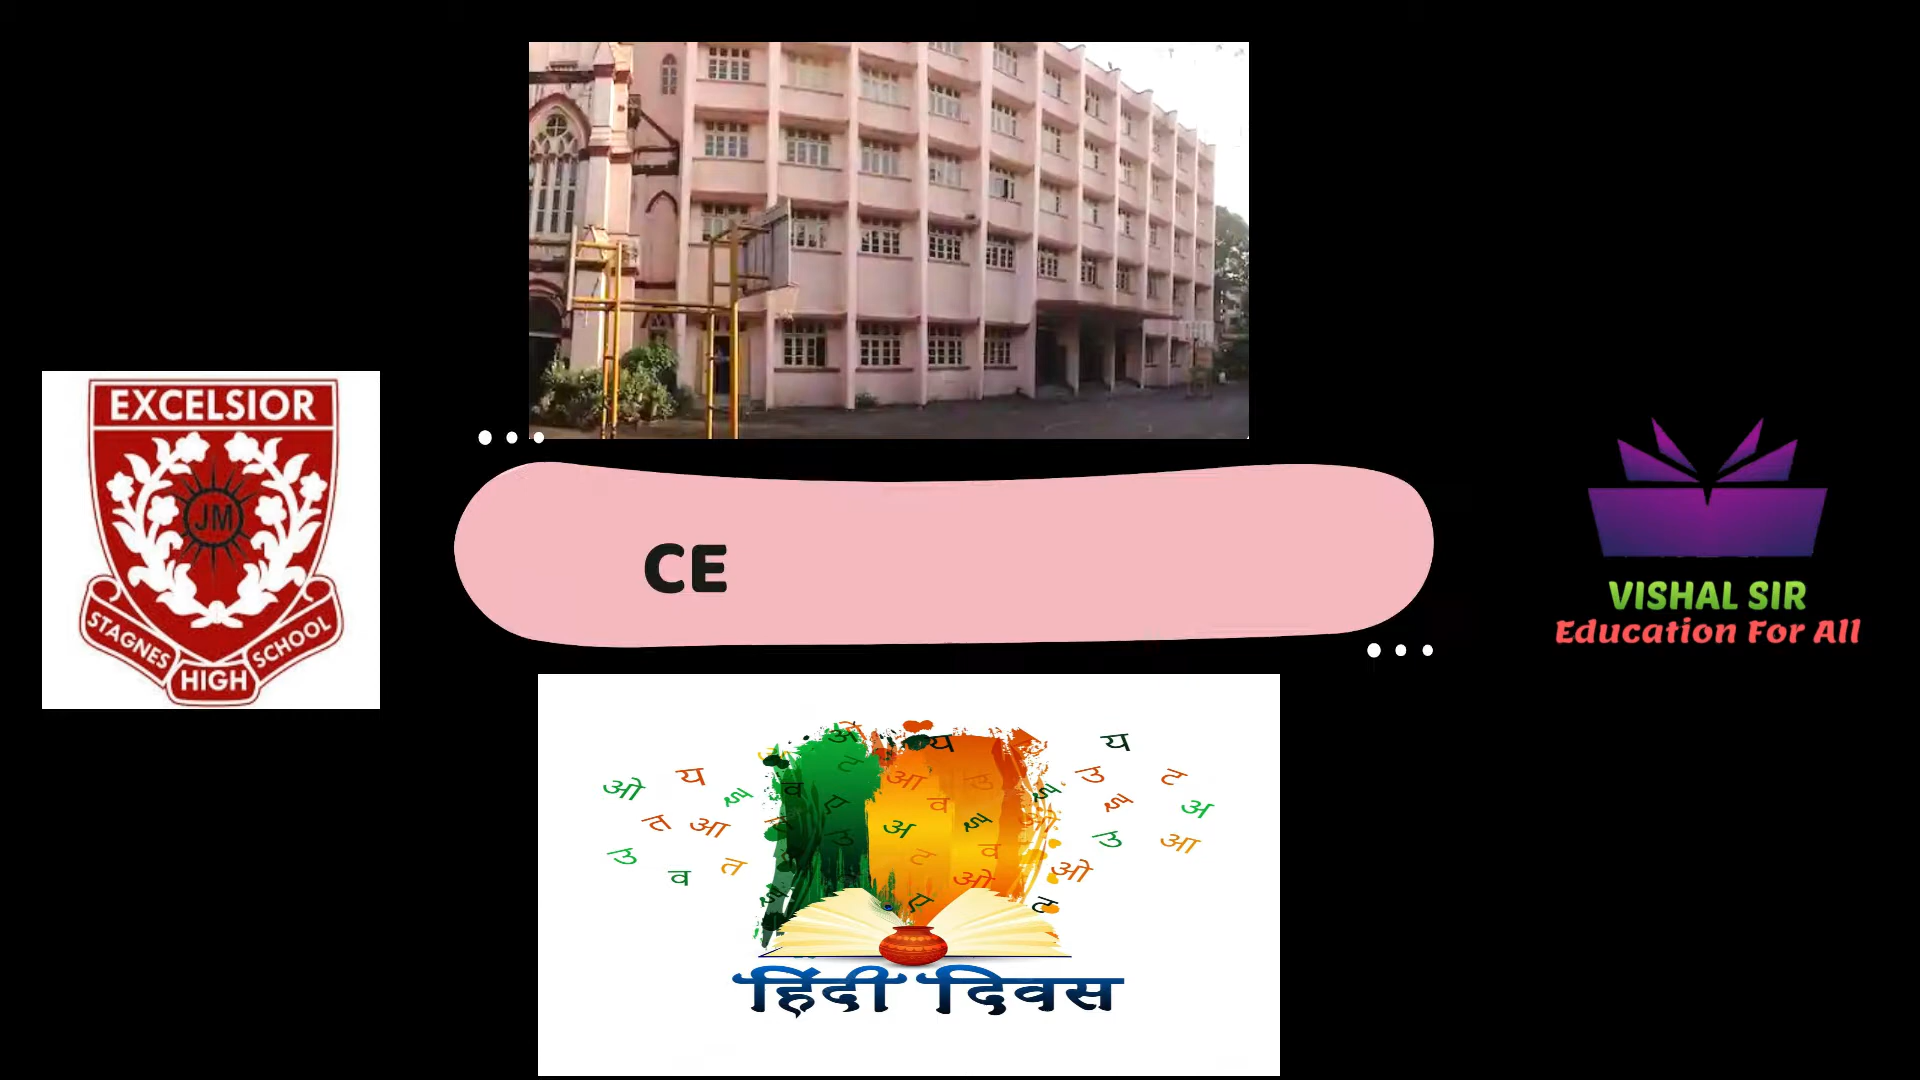 EXCELSIOR
JM
STAGNES HIGH SCHOOL
CE
VISHAL SIR
Education For All
ओ य अ ओ य य उ ट
त आ आ व उ अ
उ व त अ ट व ओ उ आ
ओ ट
हिंदी दिवस